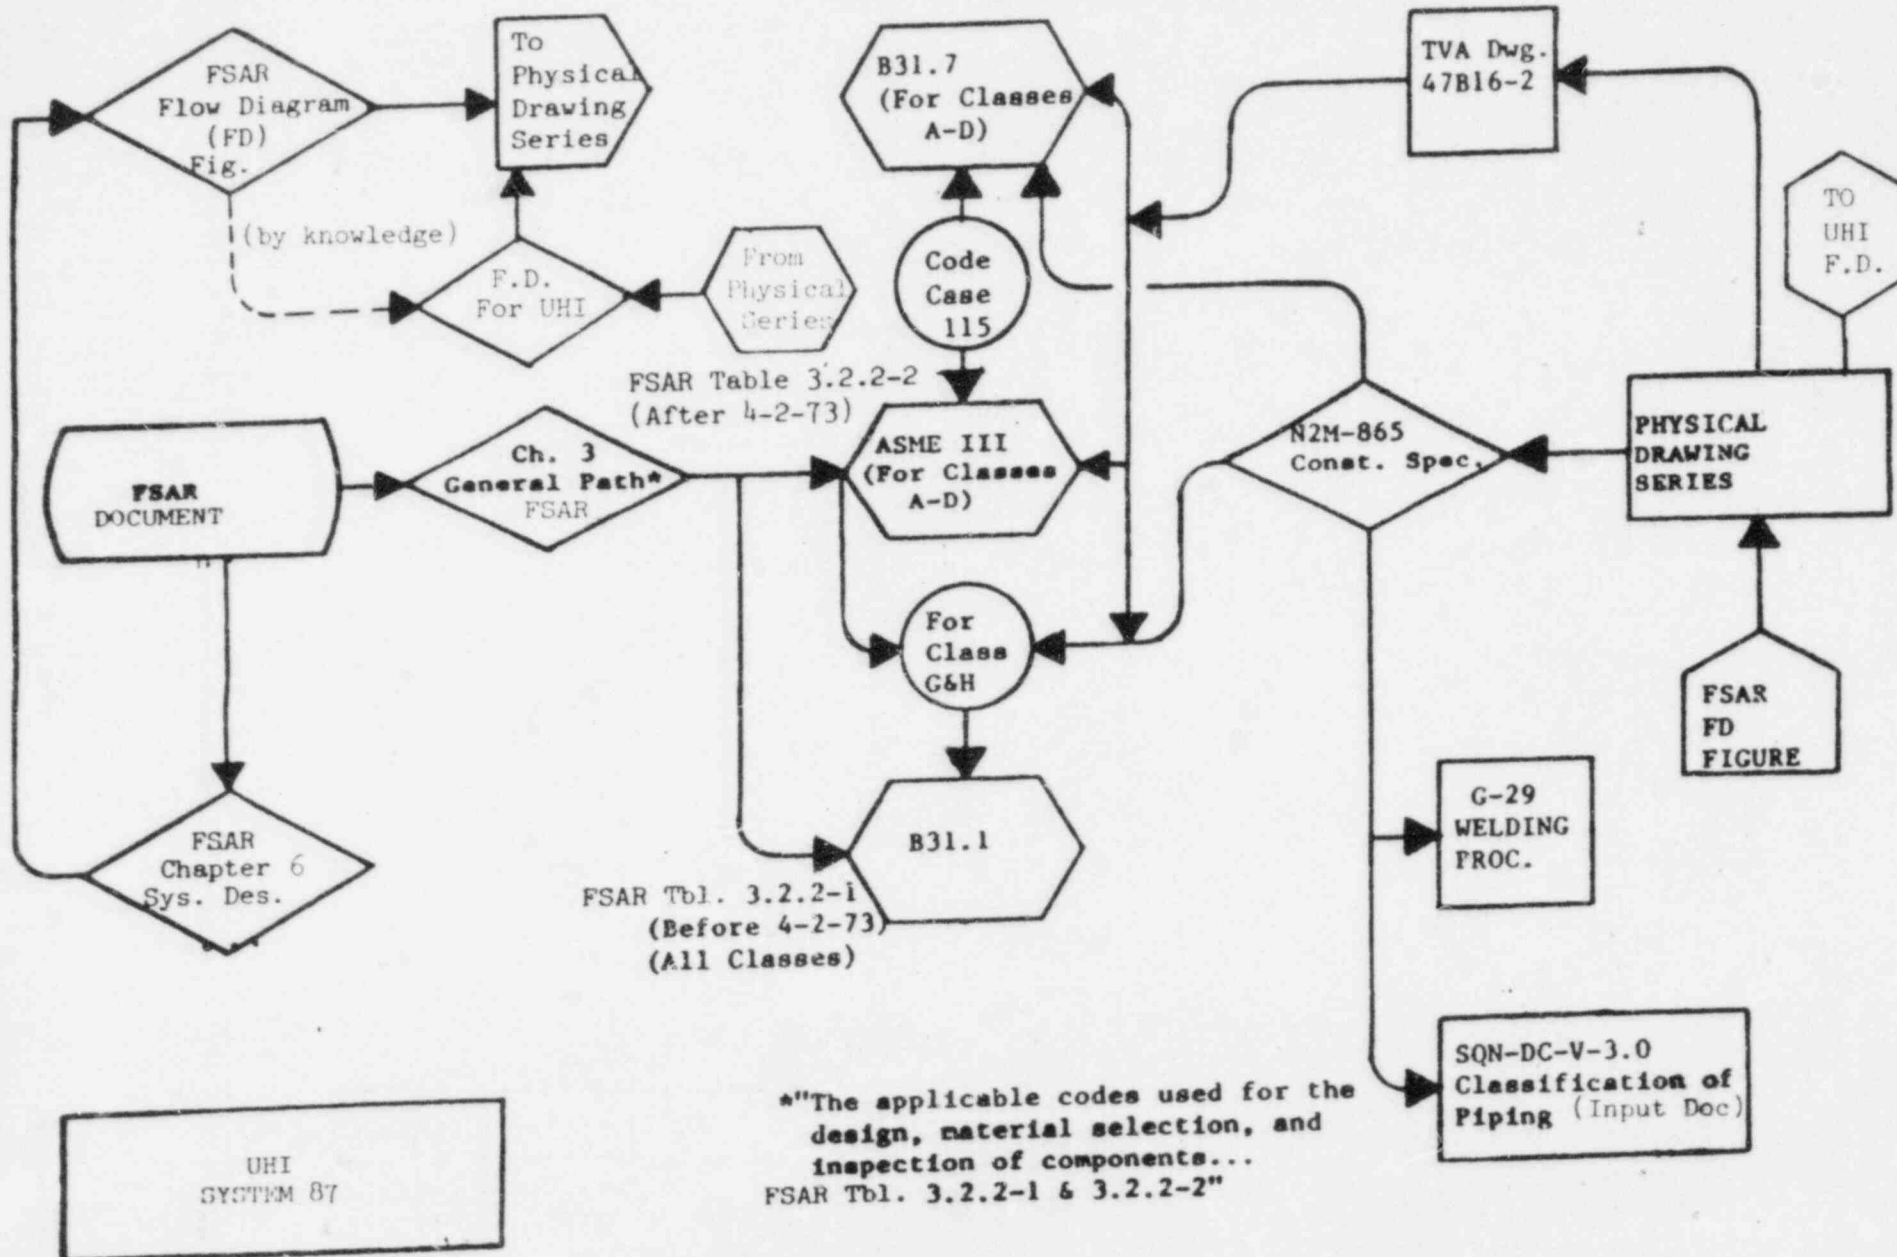 FSAR
Flow Diagram
(FD)
Fig.
To
Physical
Drawing
Series
(by knowledge)
F.D.
For UHI
From
Physical
Series
B31.7
(For Classes
A-D)
Code
Case
115
TVA Dwg.
47B16-2
TO
UHI
F.D.
FSAR Table 3.2.2-2
(After 4-2-73)
FSAR
DOCUMENT
Ch. 3
General Path*
FSAR
ASME III
(For Classes
A-D)
N2M-865
Const. Spec.
PHYSICAL
DRAWING
SERIES
For
Class
G&H
FSAR
FD
FIGURE
FSAR
Chapter 6
Sys. Des.
B31.1
FSAR Tbl. 3.2.2-1
(Before 4-2-73)
(All Classes)
G-29
WELDING
PROC.
SQN-DC-V-3.0
Classification of
Piping (Input Doc)
*"The applicable codes used for the
design, material selection, and
inspection of components...
FSAR Tbl. 3.2.2-1 & 3.2.2-2"
UHI
SYSTEM 87